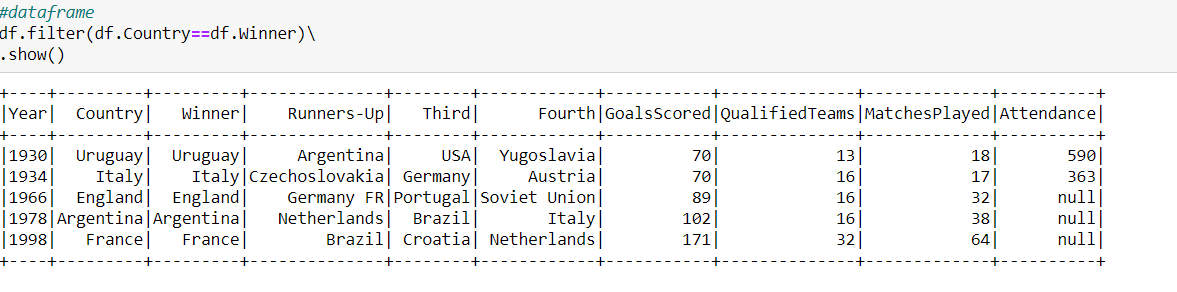 #dataframe
df.filter(df.Country==df.Winner)\
.show()
+----+---------+---------+--------------+--------+------------+-----------+--------------+-------------+----------+
|Year|  Country|   Winner|    Runners-Up|   Third|      Fourth|GoalsScored|QualifiedTeams|MatchesPlayed|Attendance|
+----+---------+---------+--------------+--------+------------+-----------+--------------+-------------+----------+
|1930|  Uruguay|  Uruguay|     Argentina|     USA|  Yugoslavia|         70|            13|           18|       590|
|1934|    Italy|    Italy|Czechoslovakia| Germany|     Austria|         70|            16|           17|       363|
|1966|  England|  England|    Germany FR|Portugal|Soviet Union|         89|            16|           32|      null|
|1978|Argentina|Argentina|   Netherlands|  Brazil|       Italy|        102|            16|           38|      null|
|1998|   France|   France|        Brazil| Croatia| Netherlands|        171|            32|           64|      null|
+----+---------+---------+--------------+--------+------------+-----------+--------------+-------------+----------+